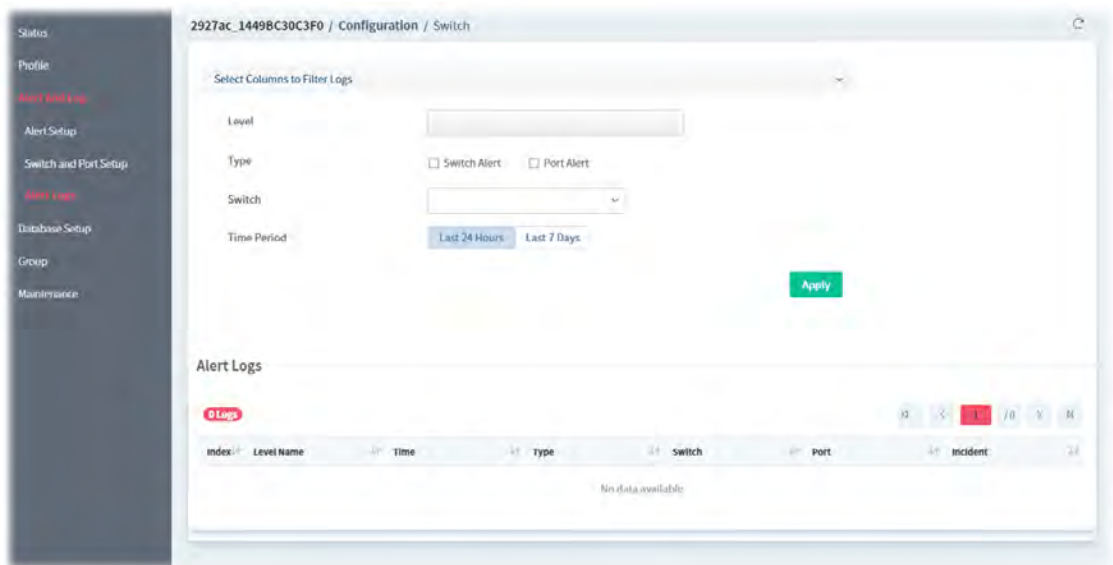 2927ac_1449BC30C3F0 / Configuration / Switch
Status
Profile
Alert Setup
Switch and Port Setup
Alert Logs
Database Setup
Group
Maintenance
Select Columns to Filter Logs
Level
Type
Switch Alert
Port Alert
Switch
Time Period
Last 24 Hours
Last 7 Days
Apply
Alert Logs
0 Logs
1 / 0
Index Level Name Time Type Switch Port Incident
No data available